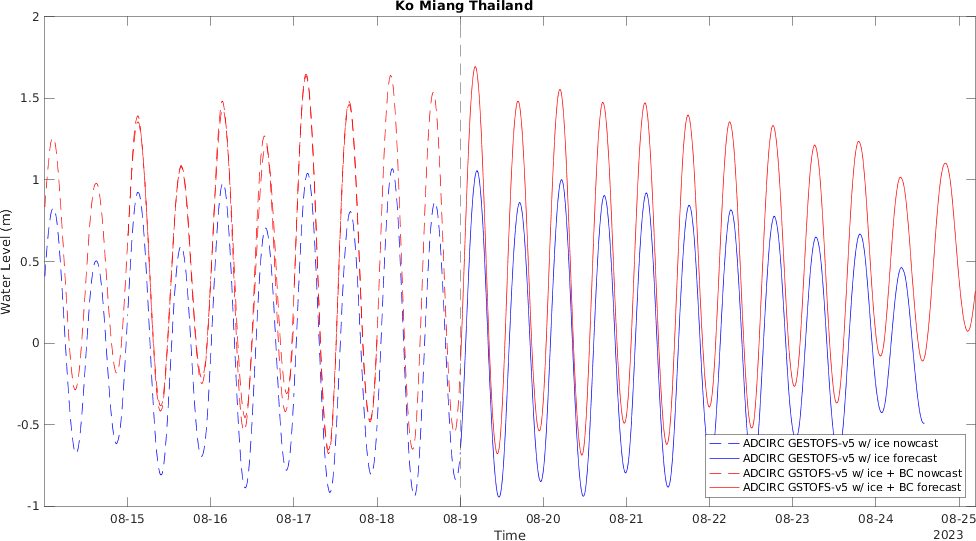 Ko Miang Thailand
2
1.5
1
0.5
0
-0.5
-1
Water Level (m)
08-15 08-16 08-17 08-18 08-19 08-20 08-21 08-22 08-23 08-24 08-25
Time
2023
ADCIRC GESTOFS-v5 w/ ice nowcast
ADCIRC GESTOFS-v5 w/ ice forecast
ADCIRC GSTOFS-v5 w/ ice + BC nowcast
ADCIRC GESTOFS-v5 w/ ice + BC forecast